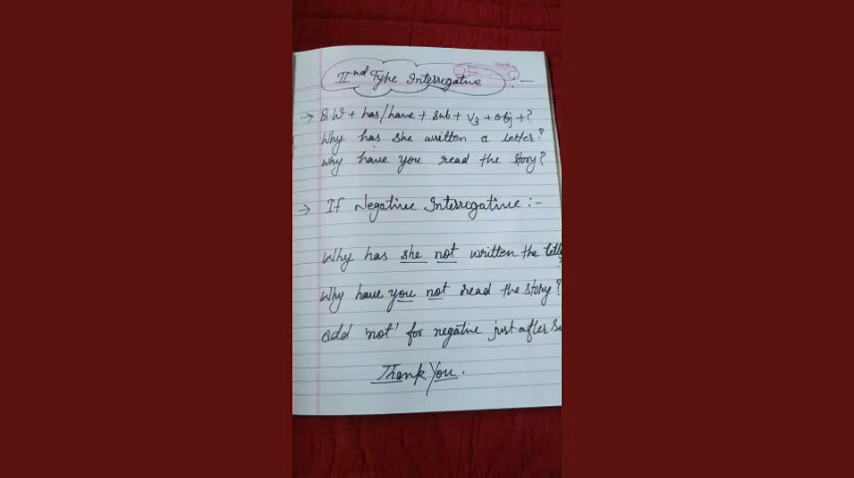 IInd Type Interrogative :-
→ QW + has/have + sub + V3 + obj + ?
Why has she written a letter?
Why have you read the story?
→ If Negative Interrogative :-
Why has she not written the lett
?
Why have you not read the story?
add 'not' for negative just after Su
Thank You.